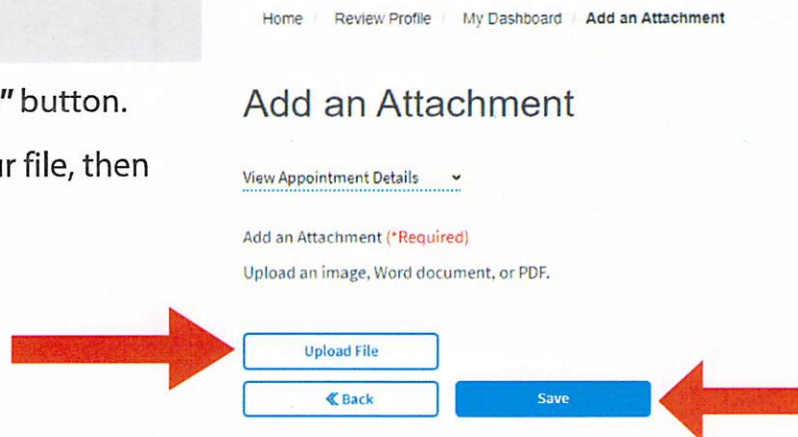 Home / Review Profile / My Dashboard / Add an Attachment
" button.
file, then
Add an Attachment
View Appointment Details
Add an Attachment (*Required)
Upload an image, Word document, or PDF.
Upload File
≪ Back
Save